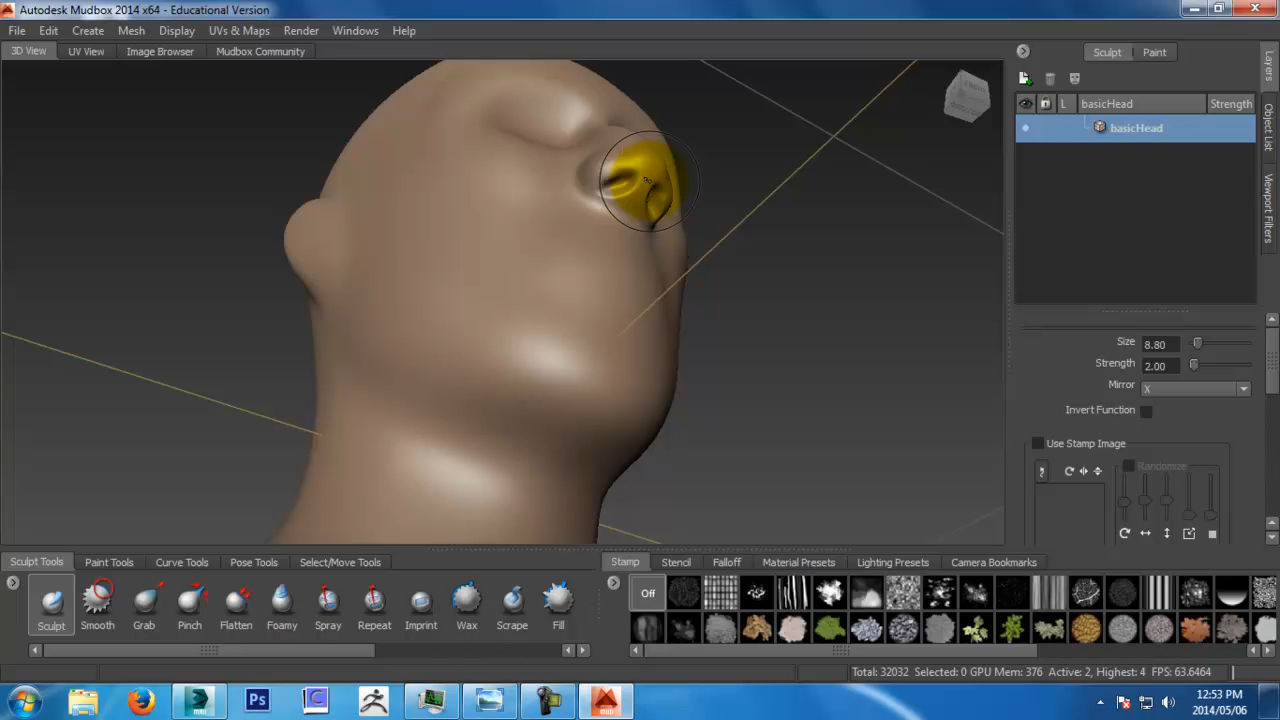 Autodesk Mudbox 2014 x64 - Educational Version
File Edit Create Mesh Display UVs & Maps Render Windows Help
3D View UV View Image Browser Mudbox Community
Sculpt Paint
L basicHead Strength
basicHead
Layers
Object List
Viewport Filters
Size 8.80
Strength 2.00
Mirror X
Invert Function
Use Stamp Image
Randomize
Sculpt Tools Paint Tools Curve Tools Pose Tools Select/Move Tools
Stamp Stencil Falloff Material Presets Lighting Presets Camera Bookmarks
Off
Sculpt Smooth Grab Pinch Flatten Foamy Spray Repeat Imprint Wax Scrape Fill
Total: 32032 Selected: 0 GPU Mem: 376 Active: 2, Highest: 4 FPS: 63.6464
Ps
12:53 PM
2014/05/06